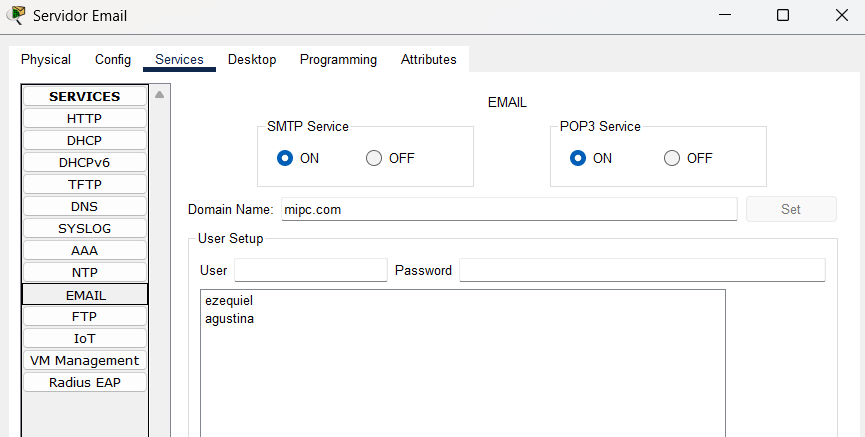 Servidor Email
Physical Config Services Desktop Programming Attributes
SERVICES
HTTP
DHCP
DHCPv6
TFTP
DNS
SYSLOG
AAA
NTP
EMAIL
FTP
IoT
VM Management
Radius EAP
EMAIL
SMTP Service
ON OFF
POP3 Service
ON OFF
Domain Name: mipc.com Set
User Setup
User Password
ezequiel
agustina